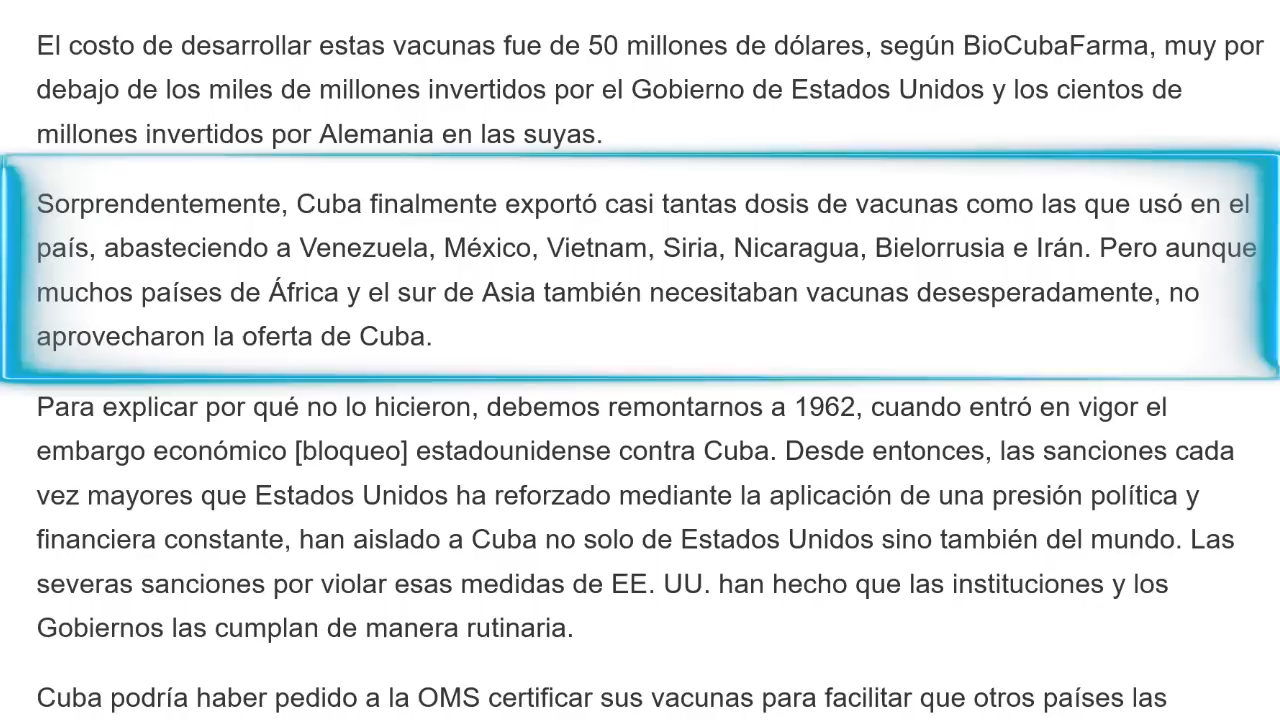 El costo de desarrollar estas vacunas fue de 50 millones de dólares, según BioCubaFarma, muy por
debajo de los miles de millones invertidos por el Gobierno de Estados Unidos y los cientos de
millones invertidos por Alemania en las suyas.
Sorprendentemente, Cuba finalmente exportó casi tantas dosis de vacunas como las que usó en el
país, abasteciendo a Venezuela, México, Vietnam, Siria, Nicaragua, Bielorrusia e Irán. Pero aunque
muchos países de África y el sur de Asia también necesitaban vacunas desesperadamente, no
aprovecharon la oferta de Cuba.
Para explicar por qué no lo hicieron, debemos remontarnos a 1962, cuando entró en vigor el
embargo económico [bloqueo] estadounidense contra Cuba. Desde entonces, las sanciones cada
vez mayores que Estados Unidos ha reforzado mediante la aplicación de una presión política y
financiera constante, han aislado a Cuba no solo de Estados Unidos sino también del mundo. Las
severas sanciones por violar esas medidas de EE. UU. han hecho que las instituciones y los
Gobiernos las cumplan de manera rutinaria.
Cuba podría haber pedido a la OMS certificar sus vacunas para facilitar que otros países las